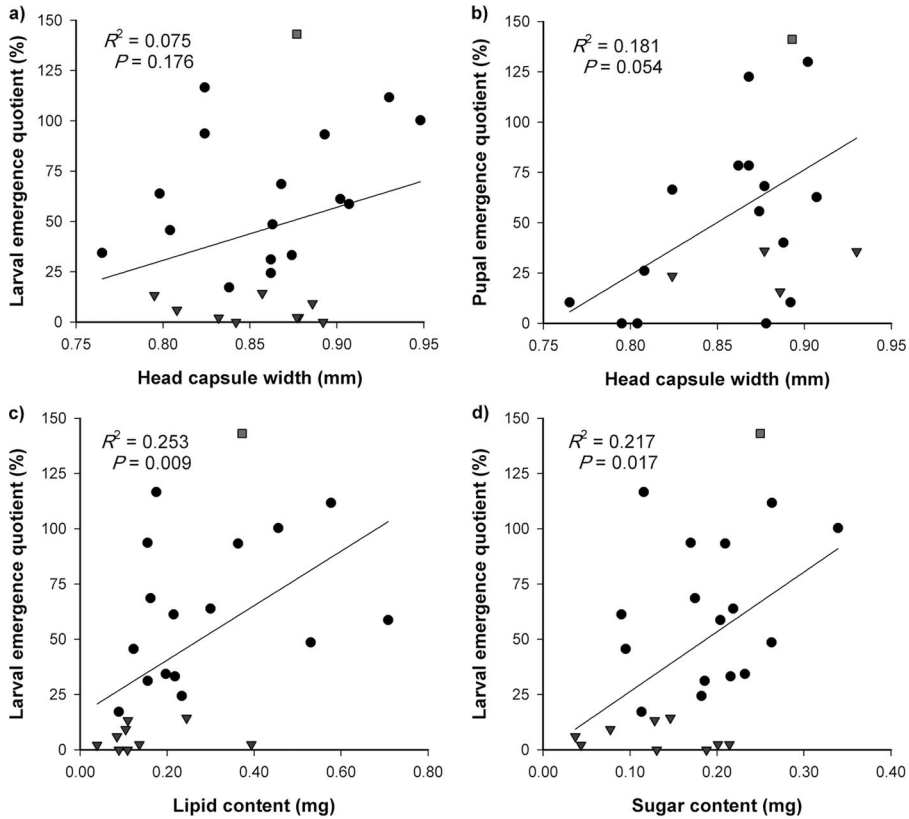 a)
R² = 0.075
P = 0.176
Larval emergence quotient (%)
150
125
100
75
50
25
0
0.75 0.80 0.85 0.90 0.95
Head capsule width (mm)
b)
R² = 0.181
P = 0.054
Pupal emergence quotient (%)
150
125
100
75
50
25
0
0.75 0.80 0.85 0.90 0.95
Head capsule width (mm)
c)
R² = 0.253
P = 0.009
Larval emergence quotient (%)
150
125
100
75
50
25
0
0.00 0.20 0.40 0.60 0.80
Lipid content (mg)
d)
R² = 0.217
P = 0.017
Larval emergence quotient (%)
150
125
100
75
50
25
0
0.00 0.10 0.20 0.30 0.40
Sugar content (mg)